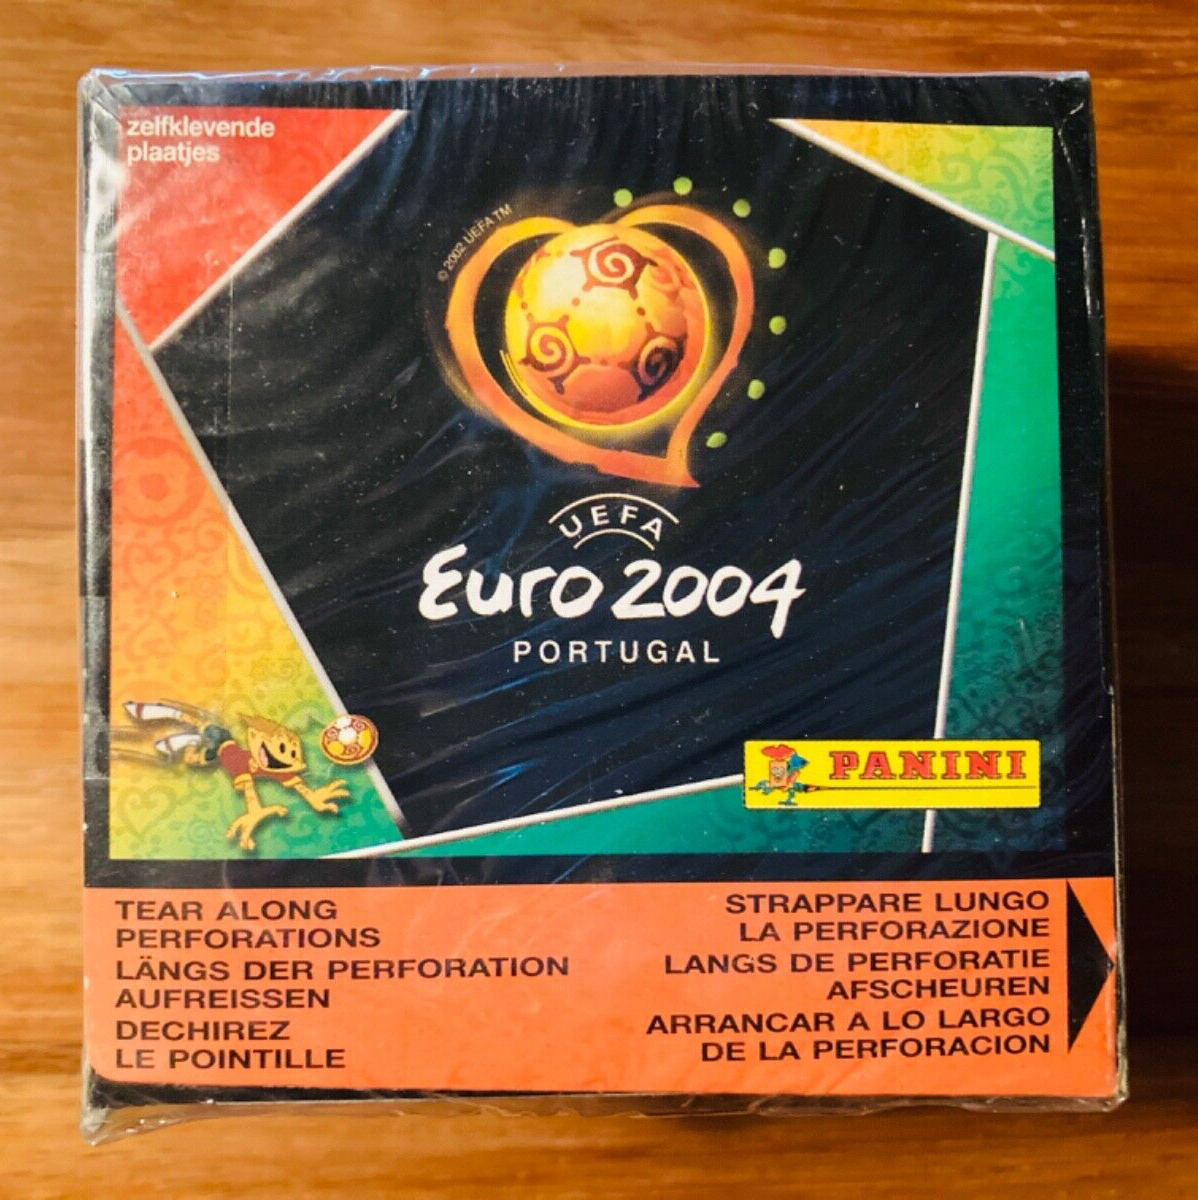 zelfklevende
plaatjes
© 2002 UEFA TM
UEFA
Euro 2004
PORTUGAL
PANINI
TEAR ALONG
PERFORATIONS
LÄNGS DER PERFORATION
AUFREISSEN
DECHIREZ
LE POINTILLE
STRAPPARE LUNGO
LA PERFORAZIONE
LANGS DE PERFORATIE
AFSCHEUREN
ARRANCAR A LO LARGO
DE LA PERFORACION